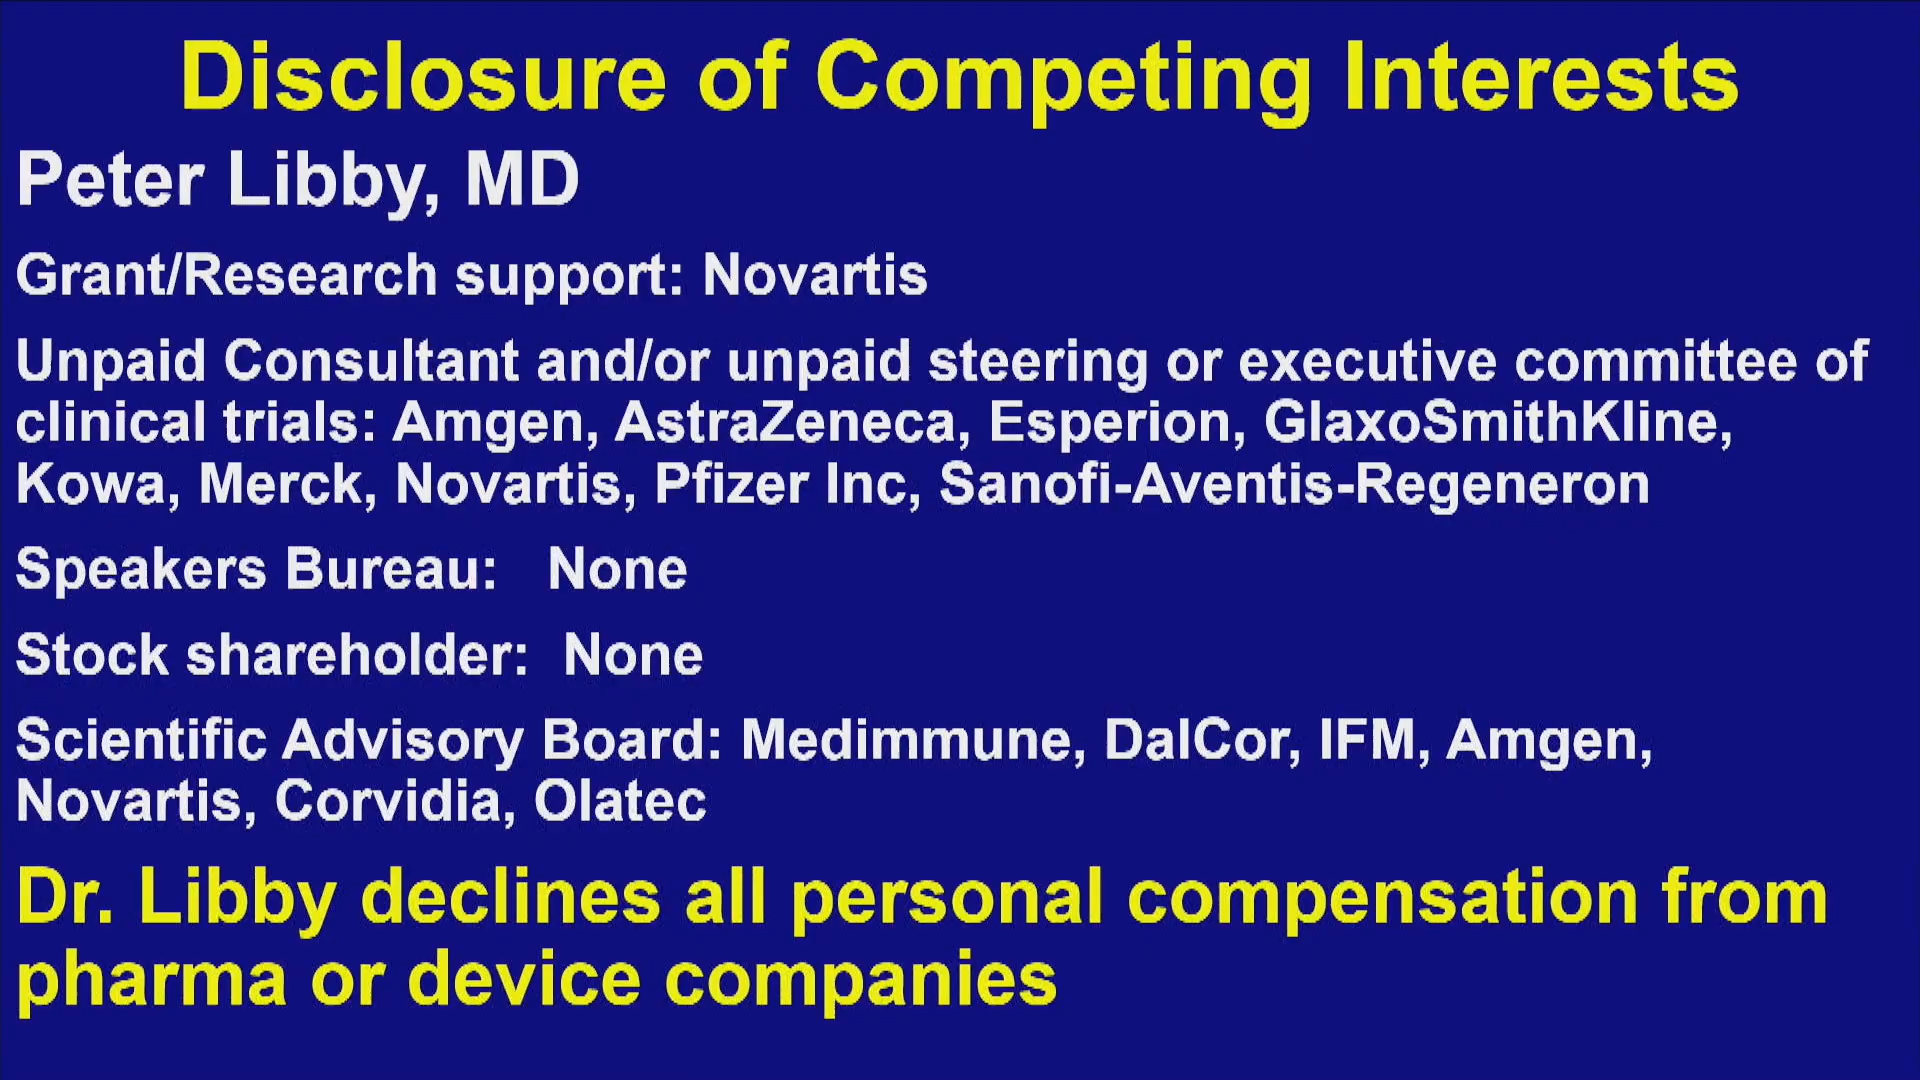 Disclosure of Competing Interests
Peter Libby, MD
Grant/Research support: Novartis
Unpaid Consultant and/or unpaid steering or executive committee of
clinical trials: Amgen, AstraZeneca, Esperion, GlaxoSmithKline,
Kowa, Merck, Novartis, Pfizer Inc, Sanofi-Aventis-Regeneron
Speakers Bureau:   None
Stock shareholder:  None
Scientific Advisory Board: Medimmune, DalCor, IFM, Amgen,
Novartis, Corvidia, Olatec
Dr. Libby declines all personal compensation from
pharma or device companies